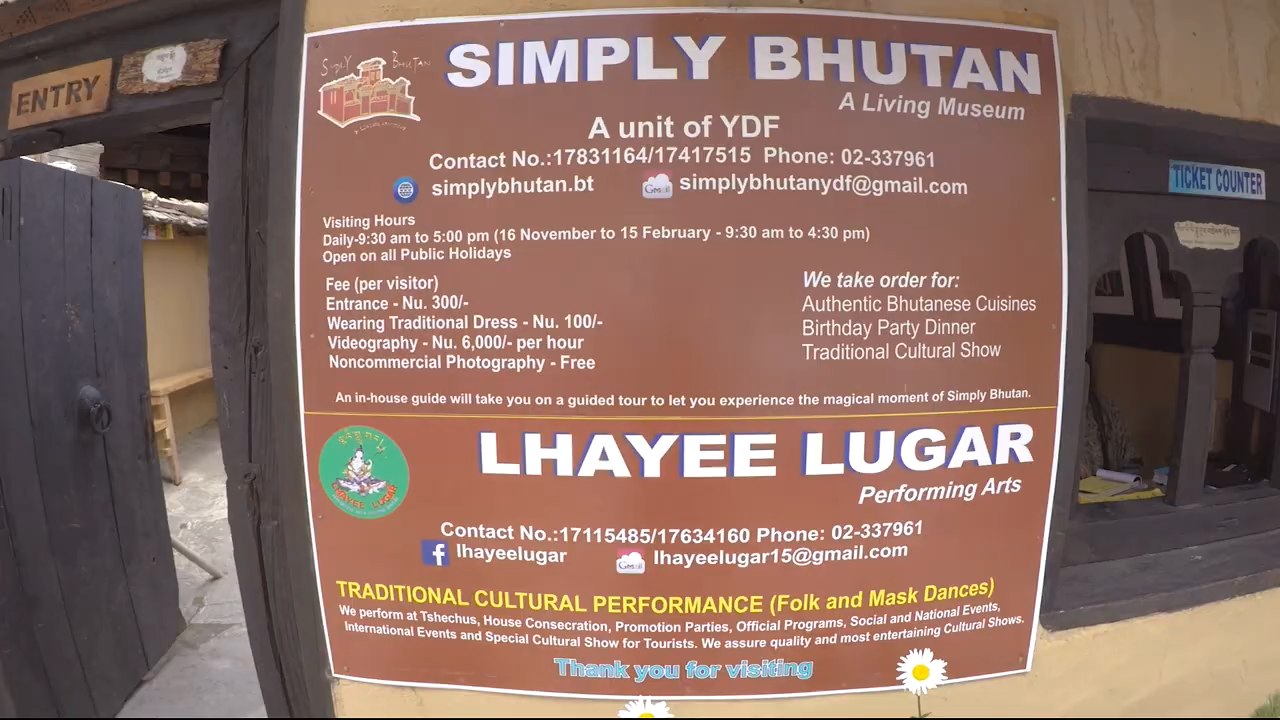 ENTRY
SIMPLY BHUTAN
SIMPLY BHUTAN
A Living Museum
A unit of YDF
Contact No.:17831164/17417515 Phone: 02-337961
simplybhutan.bt
Gmail simplybhutanydf@gmail.com
Visiting Hours
Daily-9:30 am to 5:00 pm (16 November to 15 February - 9:30 am to 4:30 pm)
Open on all Public Holidays
Fee (per visitor)
Entrance - Nu. 300/-
Wearing Traditional Dress - Nu. 100/-
Videography - Nu. 6,000/- per hour
Noncommercial Photography - Free
We take order for:
Authentic Bhutanese Cuisines
Birthday Party Dinner
Traditional Cultural Show
An in-house guide will take you on a guided tour to let you experience the magical moment of Simply Bhutan.
LHAYEE LUGAR
LHAYEE LUGAR
Performing Arts
Contact No.:17115485/17634160 Phone: 02-337961
f lhayeelugar
Gmail lhayeelugar15@gmail.com
TRADITIONAL CULTURAL PERFORMANCE (Folk and Mask Dances)
We perform at Tshechus, House Consecration, Promotion Parties, Official Programs, Social and National Events,
International Events and Special Cultural Show for Tourists. We assure quality and most entertaining Cultural Shows.
Thank you for visiting
TICKET COUNTER